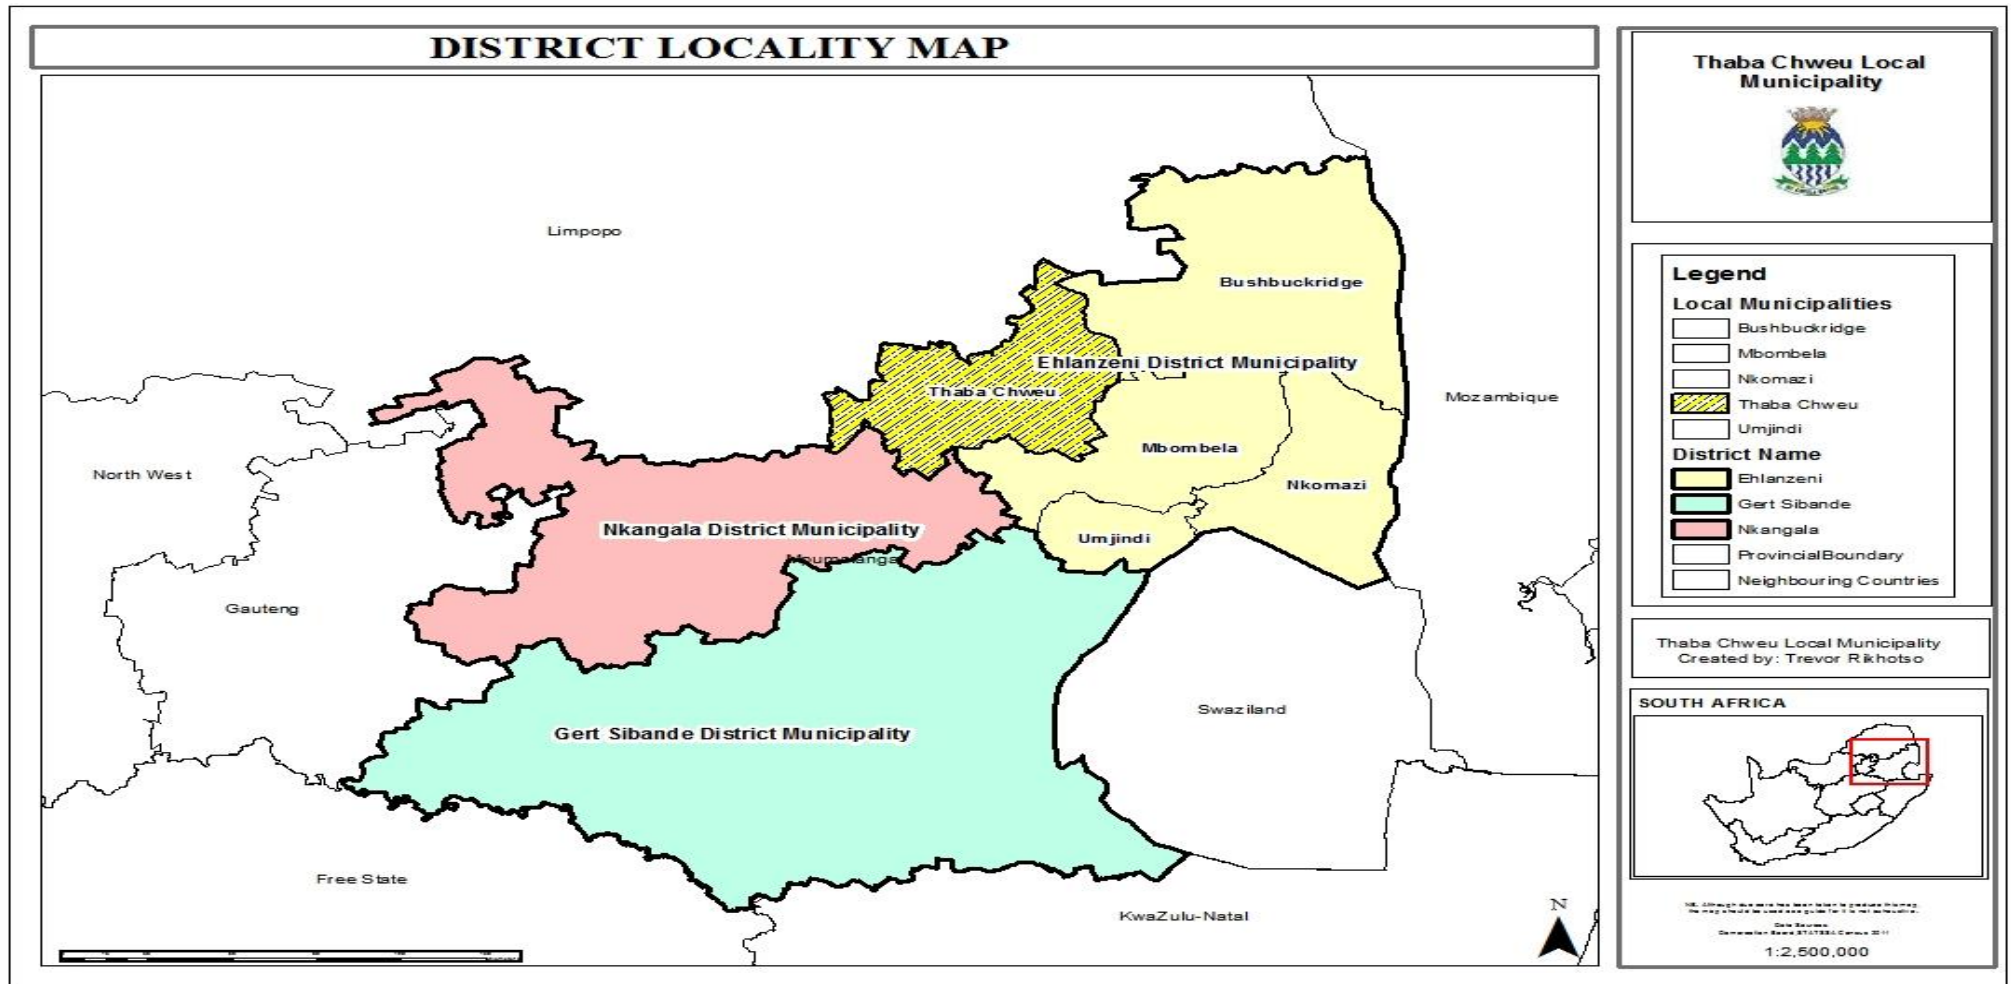 DISTRICT LOCALITY MAP
Limpopo
Bushbuckridge
Ehlanzeni District Municipality
Thaba Chweu
Mozambique
Mbombela
North West
Nkomazi
Nkangala District Municipality
Umjindi
Mpumalanga
Gauteng
Swaziland
Gert Sibande District Municipality
Free State
KwaZulu-Natal
N
Thaba Chweu Local
Municipality
Legend
Local Municipalities
Bushbuckridge
Mbombela
Nkomazi
Thaba Chweu
Umjindi
District Name
Ehlanzeni
Gert Sibande
Nkangala
ProvincialBoundary
Neighbouring Countries
Thaba Chweu Local Municipality
Created by: Trevor Rikhotso
SOUTH AFRICA
1:2,500,000